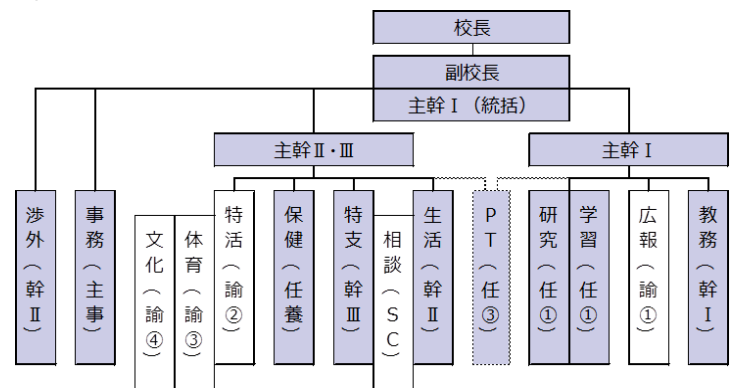 校長
副校長
主幹Ⅰ（統括）
主幹Ⅱ・Ⅲ
主幹Ⅰ
渉外（幹Ⅱ）
事務（主事）
文化（諭④）
体育（諭③）
特活（諭②）
保健（任養）
特支（幹Ⅲ）
相談（SC）
生活（幹Ⅱ）
PT（任③）
研究（任①）
学習（任①）
広報（諭①）
教務（幹Ⅰ）